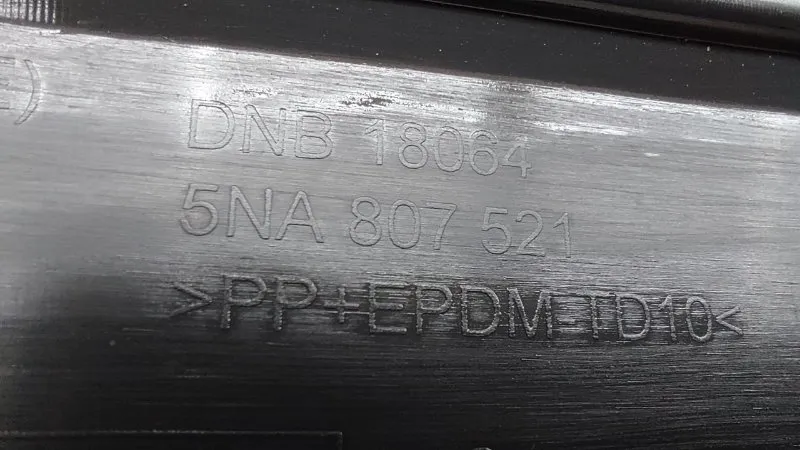 E)
DNB 18064
5NA 807 521
>PP+EPDM-TD10<